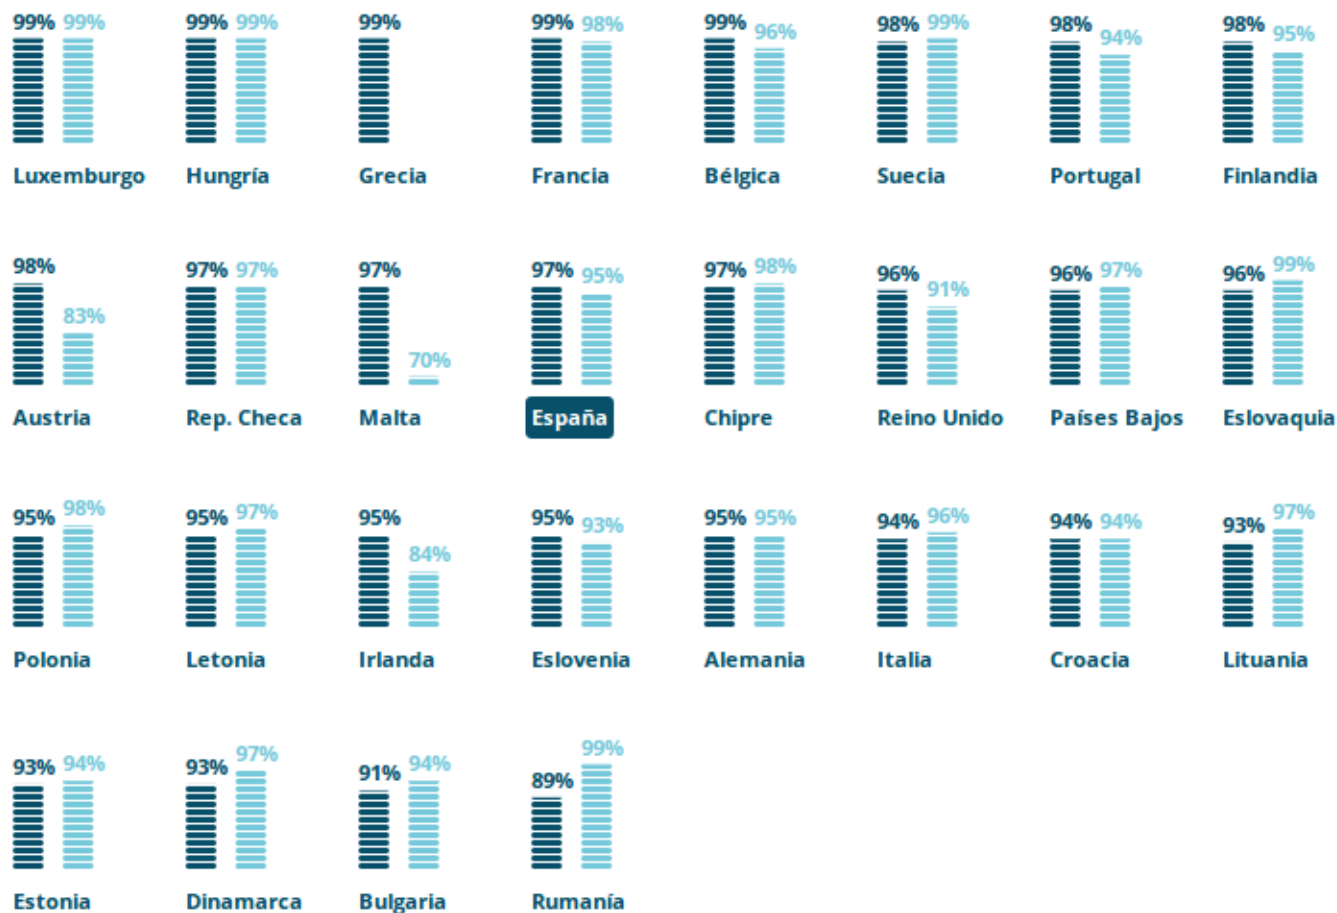 99% 99% 99% 99% 99% 99% 98% 99% 96% 98% 99% 98% 94% 98% 95%
Luxemburgo Hungría Grecia Francia Bélgica Suecia Portugal Finlandia
98% 83% 97% 97% 97% 70% 97% 95% 97% 98% 96% 91% 96% 97% 96% 99%
Austria Rep. Checa Malta España Chipre Reino Unido Países Bajos Eslovaquia
95% 98% 95% 97% 95% 84% 95% 93% 95% 95% 94% 96% 94% 94% 93% 97%
Polonia Letonia Irlanda Eslovenia Alemania Italia Croacia Lituania
93% 94% 93% 97% 91% 94% 89% 99%
Estonia Dinamarca Bulgaria Rumanía